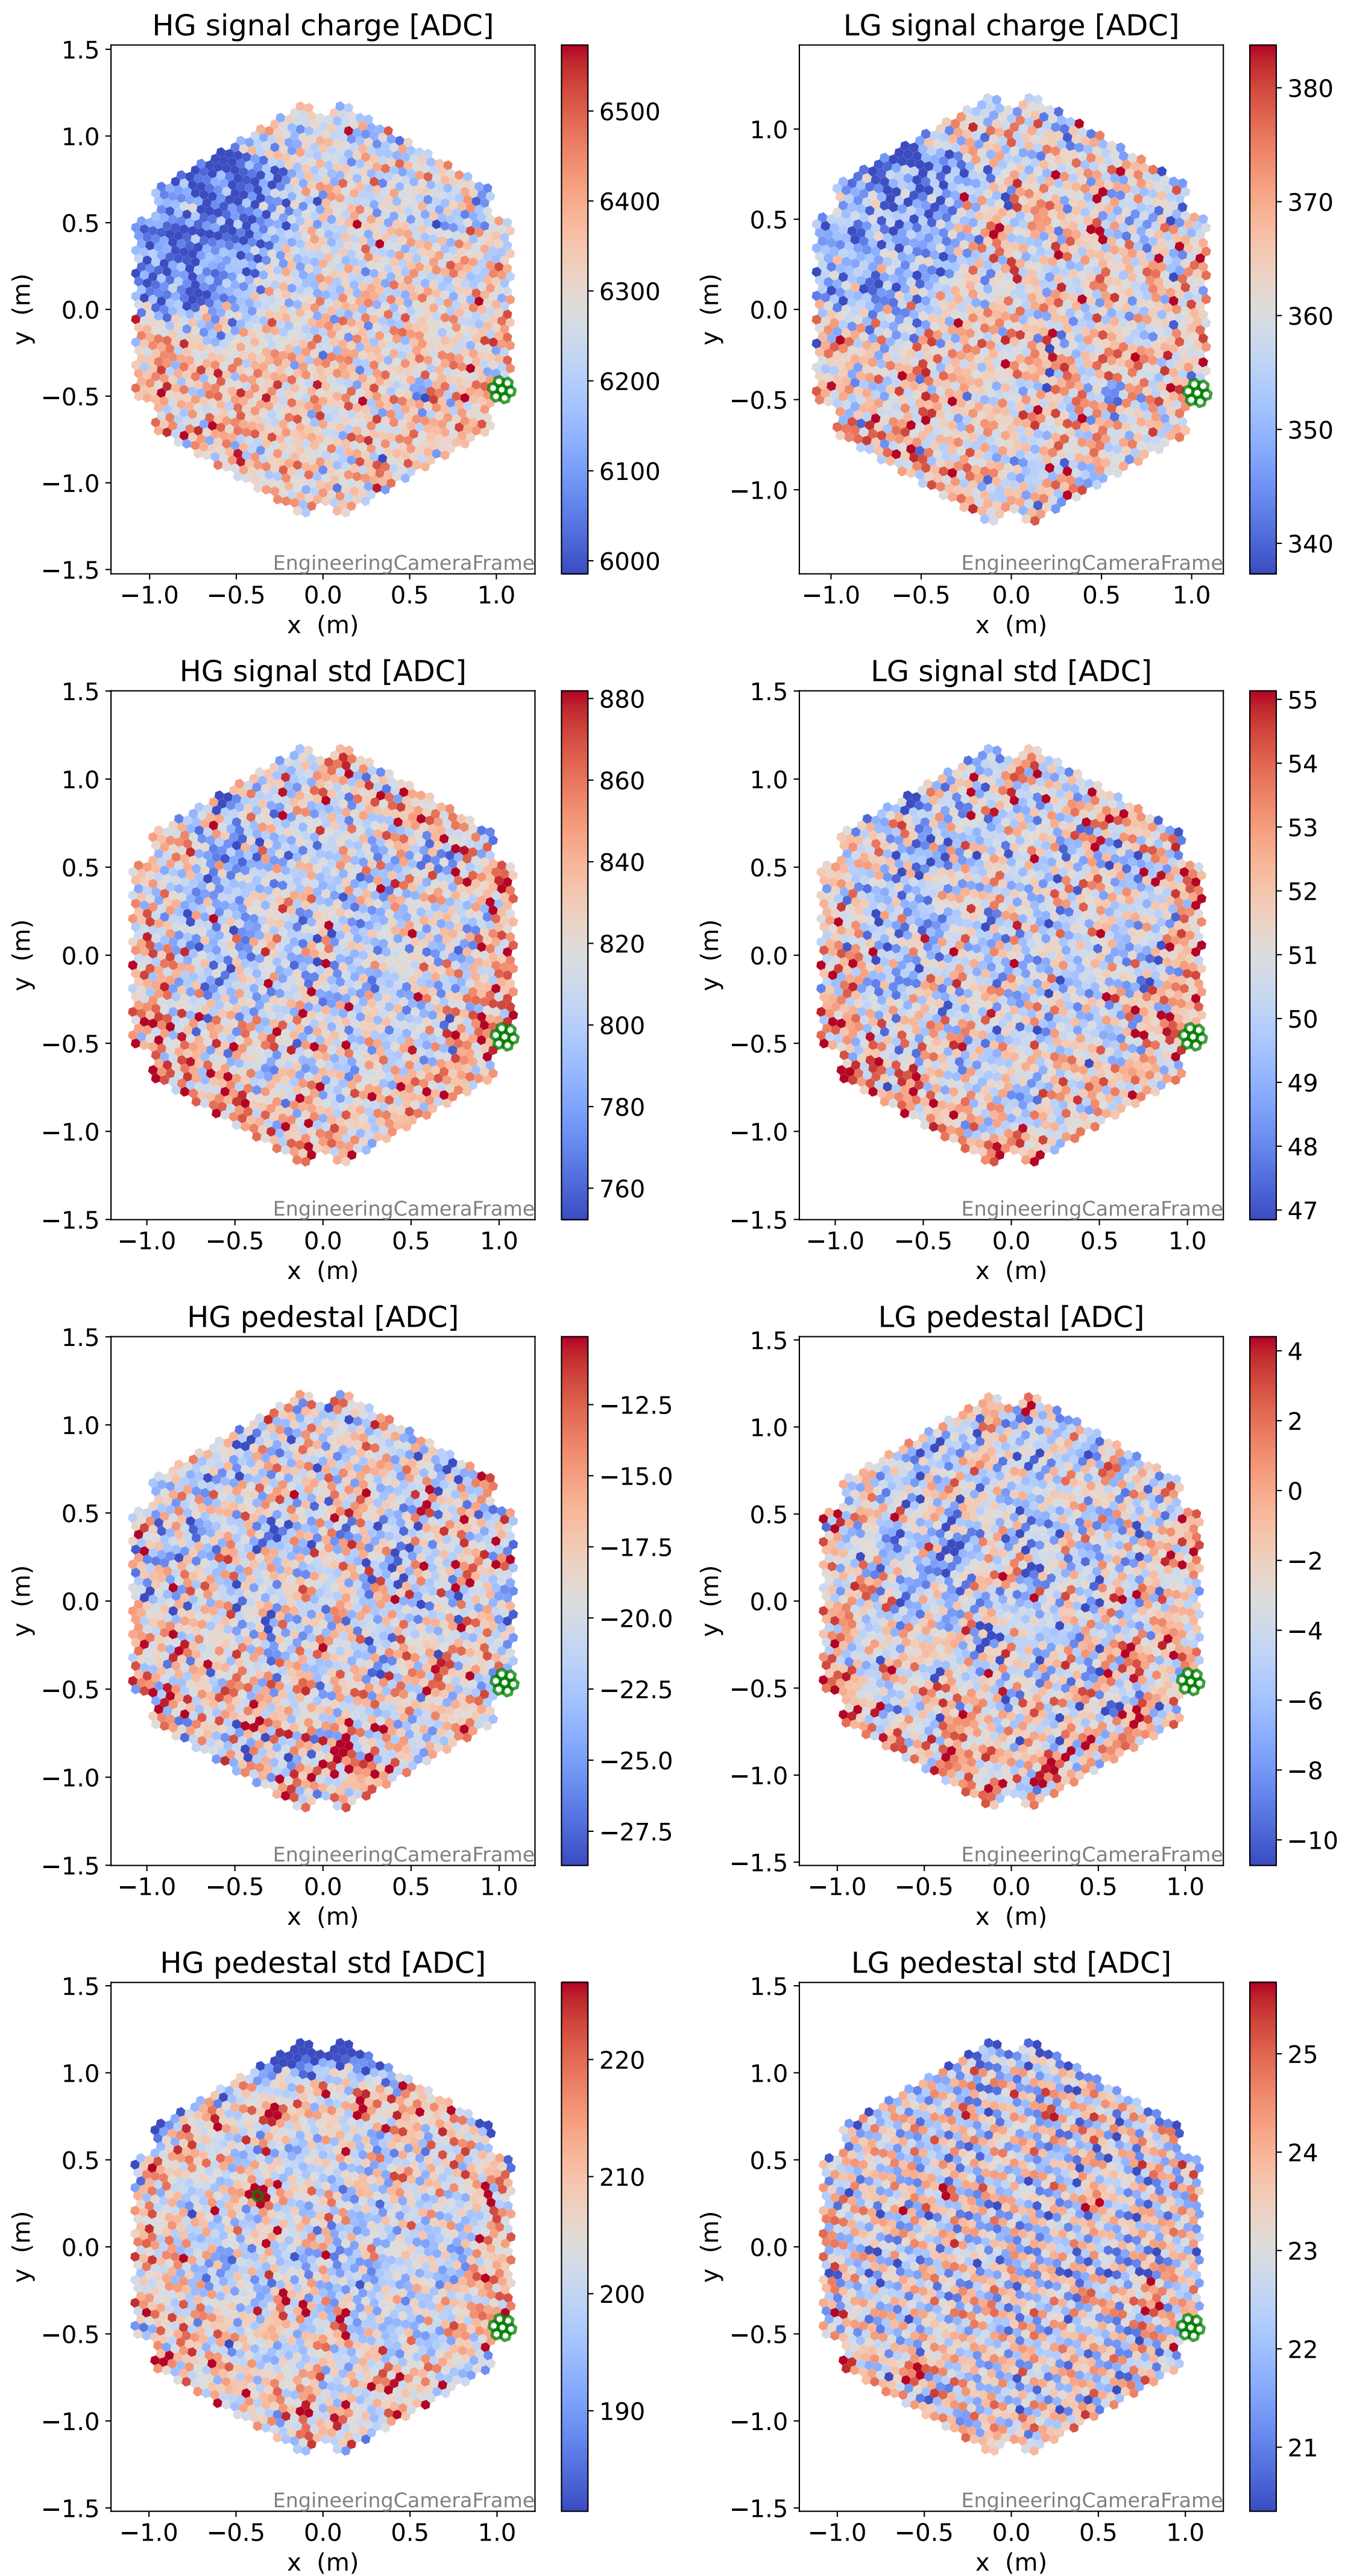 HG signal charge [ADC]
1.5
1.0
0.5
0.0
−0.5
−1.0
−1.5
y (m)
−1.0 −0.5 0.0 0.5 1.0
x (m)
EngineeringCameraFrame
6500
6400
6300
6200
6100
6000
LG signal charge [ADC]
1.0
0.5
0.0
−0.5
−1.0
y (m)
−1.0 −0.5 0.0 0.5 1.0
x (m)
EngineeringCameraFrame
380
370
360
350
340
HG signal std [ADC]
1.5
1.0
0.5
0.0
−0.5
−1.0
−1.5
y (m)
−1.0 −0.5 0.0 0.5 1.0
x (m)
EngineeringCameraFrame
880
860
840
820
800
780
760
LG signal std [ADC]
1.5
1.0
0.5
0.0
−0.5
−1.0
−1.5
y (m)
−1.0 −0.5 0.0 0.5 1.0
x (m)
EngineeringCameraFrame
55
54
53
52
51
50
49
48
47
HG pedestal [ADC]
1.5
1.0
0.5
0.0
−0.5
−1.0
−1.5
y (m)
−1.0 −0.5 0.0 0.5 1.0
x (m)
EngineeringCameraFrame
−12.5
−15.0
−17.5
−20.0
−22.5
−25.0
−27.5
LG pedestal [ADC]
1.5
1.0
0.5
0.0
−0.5
−1.0
−1.5
y (m)
−1.0 −0.5 0.0 0.5 1.0
x (m)
EngineeringCameraFrame
4
2
0
−2
−4
−6
−8
−10
HG pedestal std [ADC]
1.5
1.0
0.5
0.0
−0.5
−1.0
−1.5
y (m)
−1.0 −0.5 0.0 0.5 1.0
x (m)
EngineeringCameraFrame
220
210
200
190
LG pedestal std [ADC]
1.5
1.0
0.5
0.0
−0.5
−1.0
−1.5
y (m)
−1.0 −0.5 0.0 0.5 1.0
x (m)
EngineeringCameraFrame
25
24
23
22
21